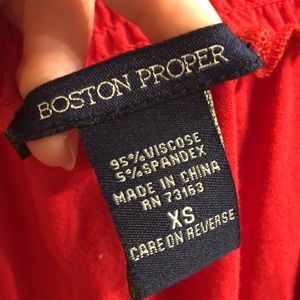 BOSTON PROPER
95% VISCOSE
5% SPANDEX
MADE IN CHINA
RN 73163
XS
CARE ON REVERSE